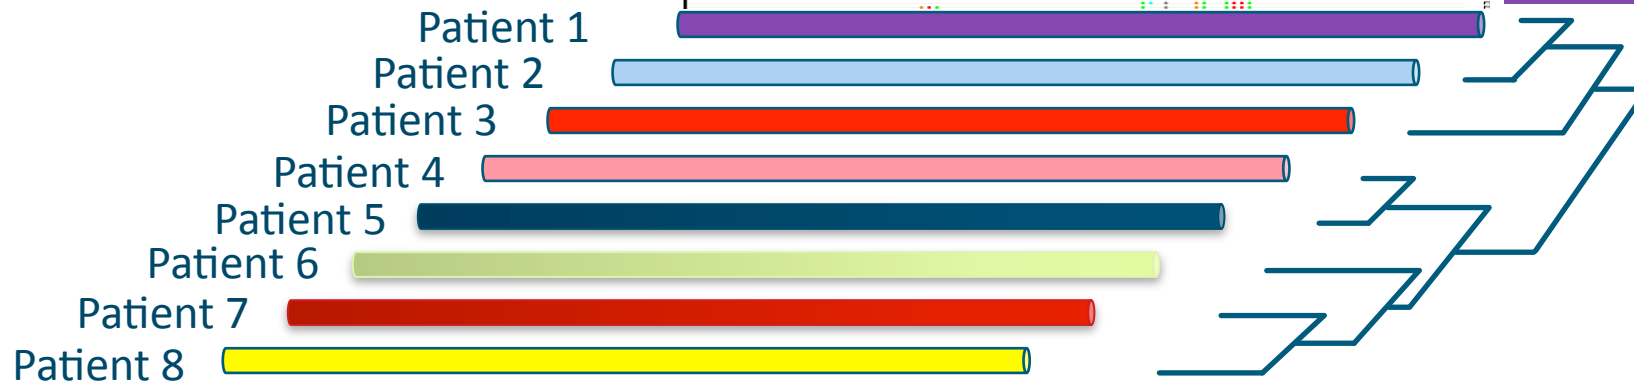 Patient 1
Patient 2
Patient 3
Patient 4
Patient 5
Patient 6
Patient 7
Patient 8